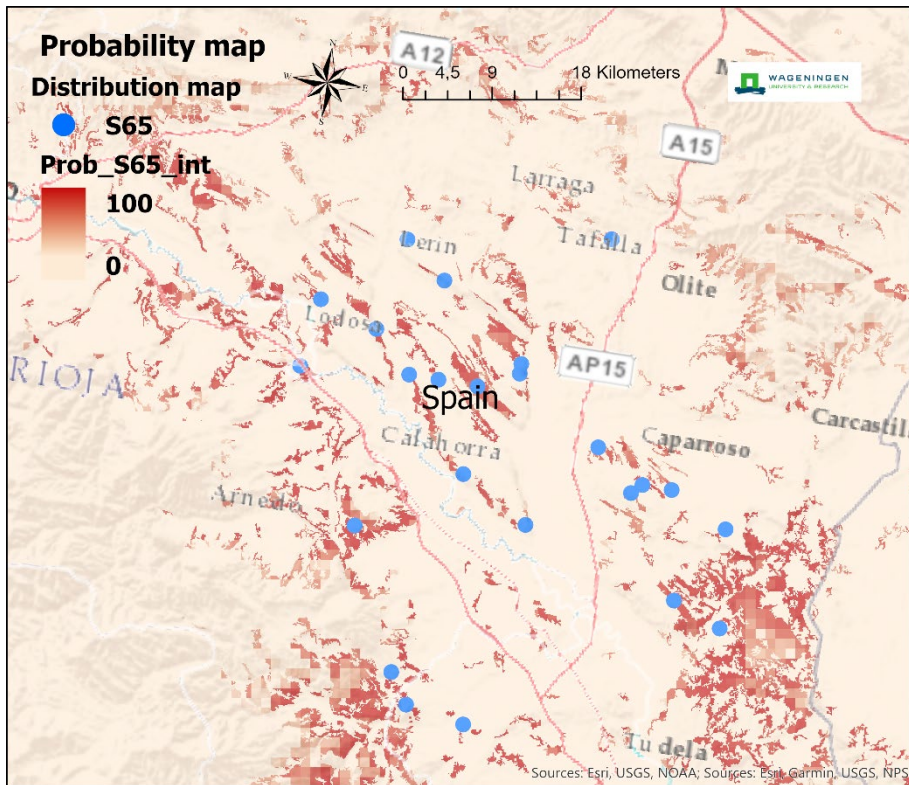 Probability map
Distribution map
S65
Prob_S65_int
100
0
N
W
E
S
0 4,5 9 18 Kilometers
WAGENINGEN
UNIVERSITY & RESEARCH
A12
A15
Larraga
Lerin
Tafalla
Olite
Lodosa
AP15
RIOJA
Spain
Carcastill
Calahorra
Caparroso
Arnedo
Tudela
Sources: Esri, USGS, NOAA; Sources: Esri, Garmin, USGS, NPS